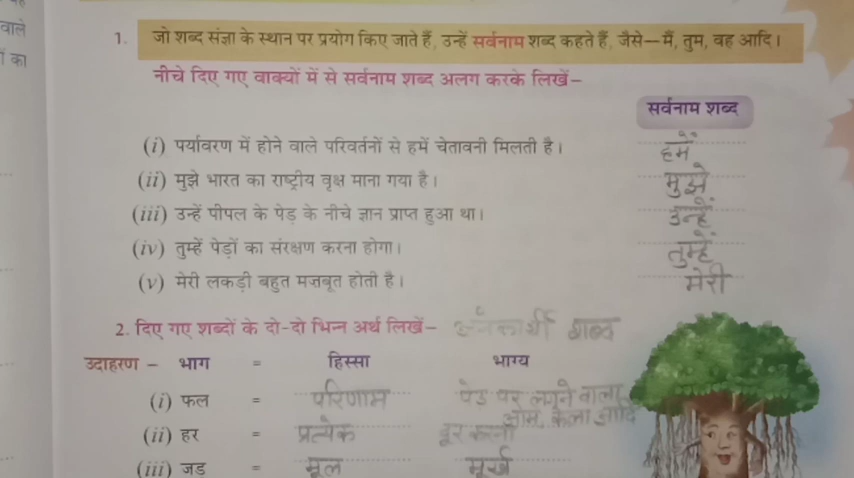 वाले
का
1. जो शब्द संज्ञा के स्थान पर प्रयोग किए जाते हैं, उन्हें सर्वनाम शब्द कहते हैं, जैसे—मैं, तुम, वह आदि।
नीचे दिए गए वाक्यों में से सर्वनाम शब्द अलग करके लिखें–
सर्वनाम शब्द
(i) पर्यावरण में होने वाले परिवर्तनों से हमें चेतावनी मिलती है। हमें
(ii) मुझे भारत का राष्ट्रीय वृक्ष माना गया है। मुझे
(iii) उन्हें पीपल के पेड़ के नीचे ज्ञान प्राप्त हुआ था। उन्हें
(iv) तुम्हें पेड़ों का संरक्षण करना होगा। तुम्हें
(v) मेरी लकड़ी बहुत मज़बूत होती है। मेरी
2. दिए गए शब्दों के दो-दो भिन्न अर्थ लिखें– अनेकार्थी शब्द
उदाहरण – भाग = हिस्सा भाग्य
(i) फल = परिणाम पेड पर लगने वाला
आम, केला आदि
(ii) हर = प्रत्येक दूर करना
(iii) जड़ = मूल मूर्ख